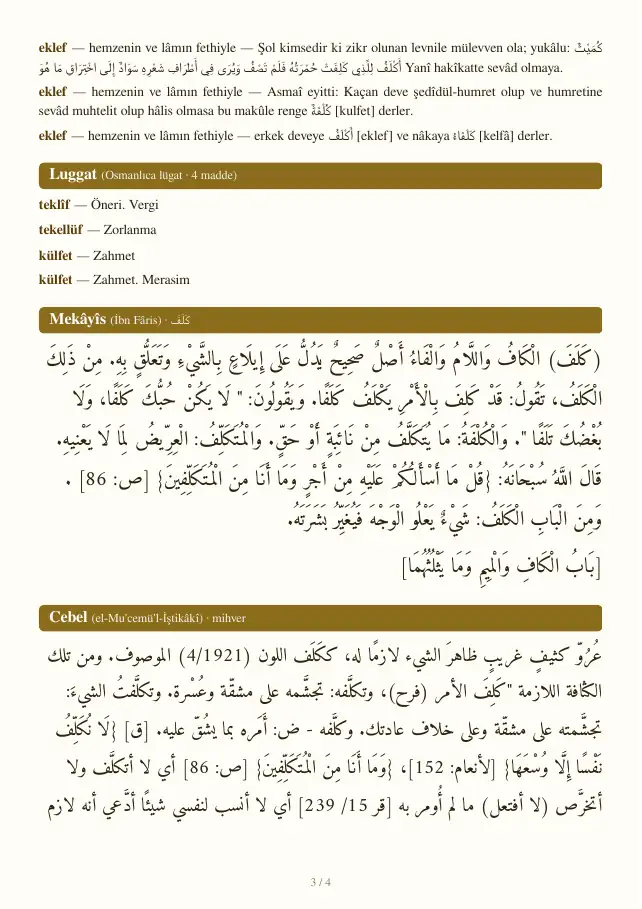 eklef — hemzenin ve lâmın fethiyle — Şol kimsedir ki zikr olunan levnile mülevven ola; yukâlu: كُمَيْتٌ
أَكْلَفُ لِلَّذِي كَلِفَتْ حُمْرَتُهُ فَلَمْ تَصْفُ وَيُرَى فِي أَطْرَافِ شَعْرِهِ سَوَادٌ إِلَى احْتِرَاقِ مَا هُوَ Yanî hakîkatte sevâd olmaya.
eklef — hemzenin ve lâmın fethiyle — Asmaî eyitti: Kaçan deve şedîdül-humret olup ve humretine
sevâd muhtelit olup hâlis olmasa bu makûle renge كُلْفَةٌ [kulfet] derler.
eklef — hemzenin ve lâmın fethiyle — erkek deveye أَكْلَفُ [eklef] ve nâkaya كَلْفَاءُ [kelfâ] derler.
Luggat (Osmanlıca lügat · 4 madde)
teklîf — Öneri. Vergi
tekellüf — Zorlanma
külfet — Zahmet
külfet — Zahmet. Merasim
Mekâyîs (İbn Fâris) · كَلَفَ
(كَلَفَ) الْكَافُ وَاللَّامُ وَالْفَاءُ أَصْلٌ صَحِيحٌ يَدُلُّ عَلَى إِيلَاعٍ بِالشَّيْءِ وَتَعَلُّقٍ بِهِ. مِنْ ذَلِكَ
الْكَلَفُ، تَقُولُ: قَدْ كَلِفَ بِالْأَمْرِ يَكْلَفُ كَلَفًا. وَيَقُولُونَ: " لَا يَكُنْ حُبُّكَ كَلَفًا، وَلَا
بُغْضُكَ تَلَفًا ". وَالْكُلْفَةُ: مَا يُتَكَلَّفُ مِنْ نَائِبَةٍ أَوْ حَقٍّ. وَالْمُتَكَلِّفُ: الْعِرِّيضُ لِمَا لَا يَعْنِيهِ.
قَالَ اللَّهُ سُبْحَانَهُ: {قُلْ مَا أَسْأَلُكُمْ عَلَيْهِ مِنْ أَجْرٍ وَمَا أَنَا مِنَ الْمُتَكَلِّفِينَ} [ص: 86] .
وَمِنَ الْبَابِ الْكَلَفُ: شَيْءٌ يَعْلُو الْوَجْهَ فَيُغَيِّرُ بَشَرَتَهُ.
[بَابُ الْكَافِ وَالْمِيمِ وَمَا يَثْلُثُهُمَا]
Cebel (el-Mu'cemü'l-İştikâkî) · mihver
عُرُوّ كثيفٍ غريبٍ ظاهرَ الشيء لازمًا له، ككَلَف اللون (4/1921) الموصوف. ومن تلك
الكثافة اللازمة "كَلِفَ الأمر (فرح)، وتكلَّفه: تجشَّمه على مشقّة وعُسْرة. وتكلَّفتُ الشيءَ:
تجشَّمته على مشقّة وعلى خلاف عادتك. وكلَّفه - ض: أَمَره بما يشُقّ عليه. [ق] {لَا نُكَلِّفُ
نَفْسًا إِلَّا وُسْعَهَا} [لأنعام: 152]، {وَمَا أَنَا مِنَ الْمُتَكَلِّفِينَ} [ص: 86] أي لا أتكلَّف ولا
أتخرَّص (لا أفتعل) ما لم أُومر به [قر 15/ 239] أي لا أنسب لنفسي شيئًا أدَّعي أنه لازم
3 / 4